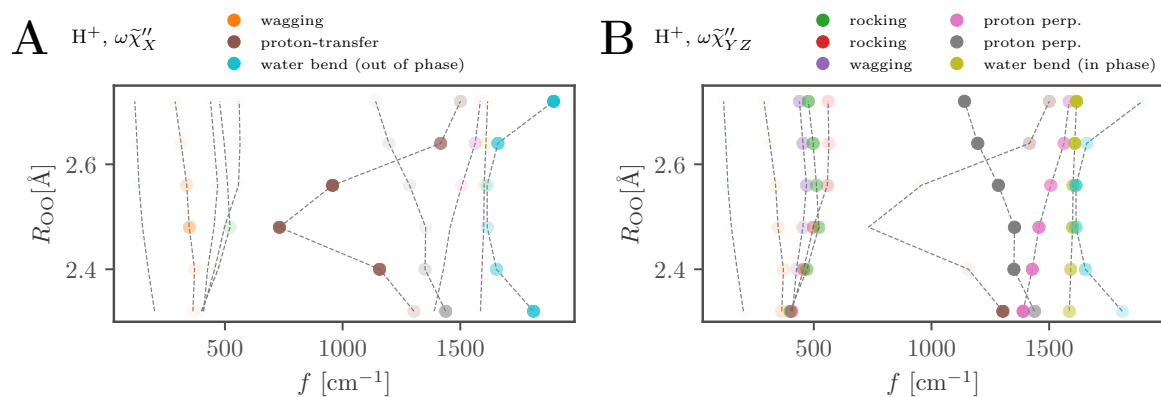 A
H⁺, ωχ̃″_X
wagging
proton-transfer
water bend (out of phase)
R_OO[Å]
2.6
2.4
500
1000
1500
f [cm⁻¹]
B
H⁺, ωχ̃″_YZ
rocking
rocking
wagging
proton perp.
proton perp.
water bend (in phase)
R_OO[Å]
2.6
2.4
500
1000
1500
f [cm⁻¹]